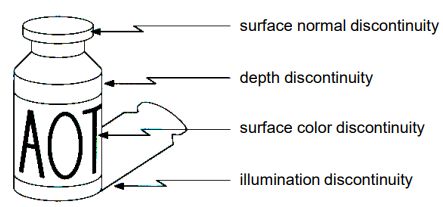 surface normal discontinuity
depth discontinuity
AOT
surface color discontinuity
illumination discontinuity